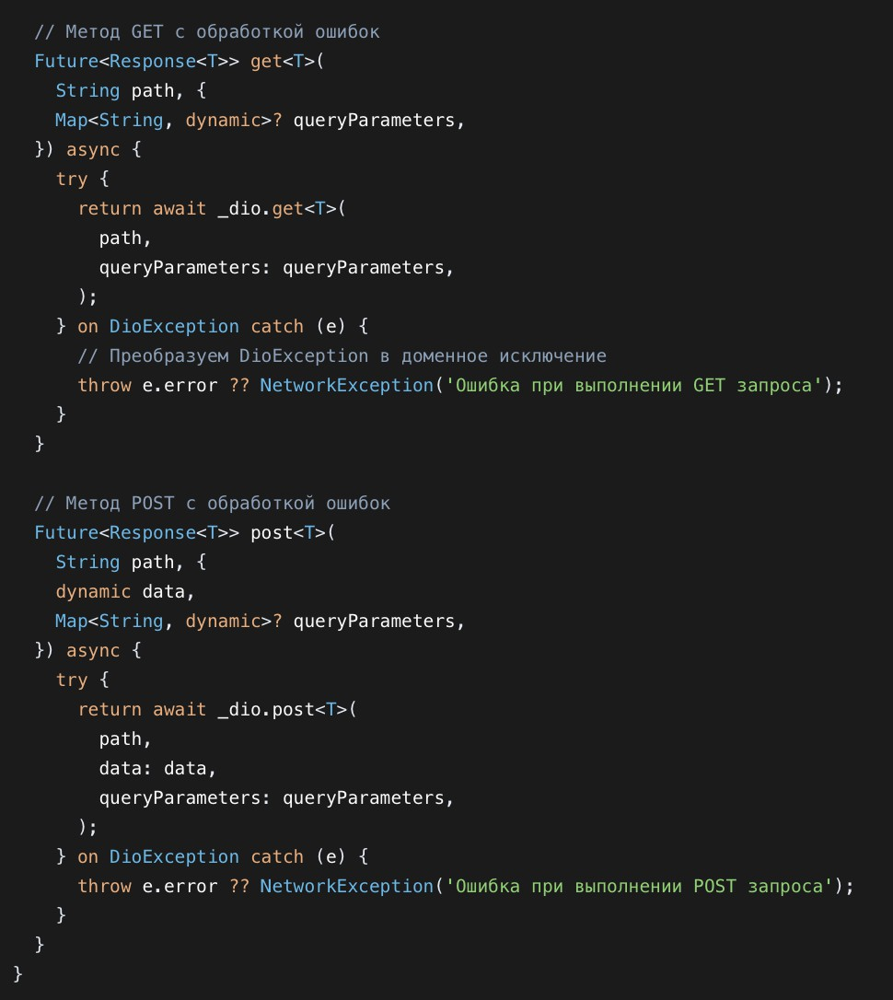 // Метод GET с обработкой ошибок
Future<Response<T>> get<T>(
String path, {
Map<String, dynamic>? queryParameters,
}) async {
try {
return await _dio.get<T>(
path,
queryParameters: queryParameters,
);
} on DioException catch (e) {
// Преобразуем DioException в доменное исключение
throw e.error ?? NetworkException('Ошибка при выполнении GET запроса');
}
}
// Метод POST с обработкой ошибок
Future<Response<T>> post<T>(
String path, {
dynamic data,
Map<String, dynamic>? queryParameters,
}) async {
try {
return await _dio.post<T>(
path,
data: data,
queryParameters: queryParameters,
);
} on DioException catch (e) {
throw e.error ?? NetworkException('Ошибка при выполнении POST запроса');
}
}
}